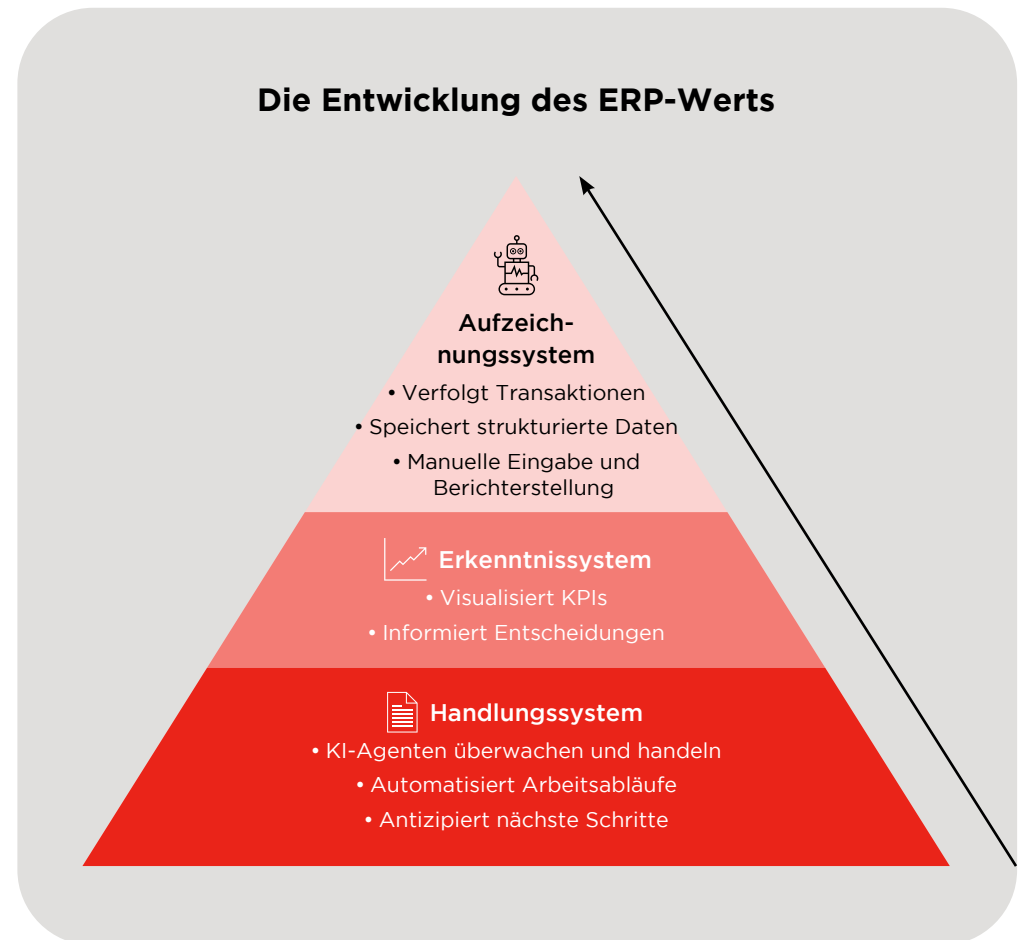 Die Entwicklung des ERP-Werts
Aufzeich-
nungssystem
• Verfolgt Transaktionen
• Speichert strukturierte Daten
• Manuelle Eingabe und
Berichterstellung
Erkenntnissystem
• Visualisiert KPIs
• Informiert Entscheidungen
Handlungssystem
• KI-Agenten überwachen und handeln
• Automatisiert Arbeitsabläufe
• Antizipiert nächste Schritte